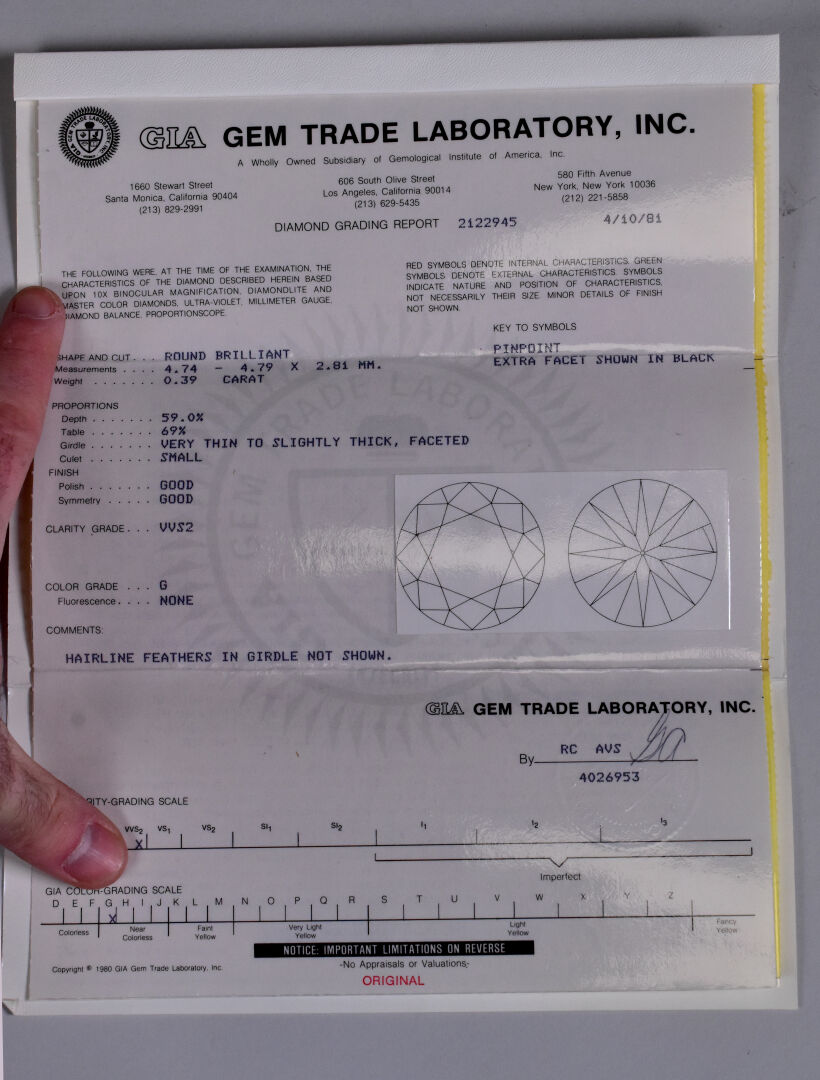 GIA GEM TRADE LABORATORY, INC.
A Wholly Owned Subsidiary of Gemological Institute of America, Inc.
1660 Stewart Street
Santa Monica, California 90404
(213) 829-2991
606 South Olive Street
Los Angeles, California 90014
(213) 629-5435
580 Fifth Avenue
New York, New York 10036
(212) 221-5858
DIAMOND GRADING REPORT 2122945
4/10/81
THE FOLLOWING WERE, AT THE TIME OF THE EXAMINATION, THE
CHARACTERISTICS OF THE DIAMOND DESCRIBED HEREIN BASED
UPON 10X BINOCULAR MAGNIFICATION, DIAMONDLITE AND
MASTER COLOR DIAMONDS, ULTRA-VIOLET, MILLIMETER GAUGE,
DIAMOND BALANCE, PROPORTIONSCOPE.
RED SYMBOLS DENOTE INTERNAL CHARACTERISTICS. GREEN
SYMBOLS DENOTE EXTERNAL CHARACTERISTICS. SYMBOLS
INDICATE NATURE AND POSITION OF CHARACTERISTICS,
NOT NECESSARILY THEIR SIZE. MINOR DETAILS OF FINISH
NOT SHOWN.
KEY TO SYMBOLS
PINPOINT
EXTRA FACET SHOWN IN BLACK
SHAPE AND CUT . . . ROUND BRILLIANT
Measurements . . . . 4.74 - 4.79 X 2.81 MM.
Weight . . . . . . . 0.39 CARAT
PROPORTIONS
Depth . . . . . . . 59.0%
Table . . . . . . . 69%
Girdle . . . . . . . VERY THIN TO SLIGHTLY THICK, FACETED
Culet . . . . . . . SMALL
FINISH
Polish . . . . . . GOOD
Symmetry . . . . . GOOD
CLARITY GRADE . . . VVS2
COLOR GRADE . . . G
Fluorescence . . . . NONE
COMMENTS:
HAIRLINE FEATHERS IN GIRDLE NOT SHOWN.
GIA GEM TRADE LABORATORY, INC.
By RC AVS
4026953
RITY-GRADING SCALE
VVS2 VS1 VS2 SI1 SI2 I1 I2 I3
X
Imperfect
GIA COLOR-GRADING SCALE
D E F G H I J K L M N O P Q R S T U V W X Y Z
X
Colorless
Near
Colorless
Faint
Yellow
Very Light
Yellow
Light
Yellow
Fancy
Yellow
NOTICE: IMPORTANT LIMITATIONS ON REVERSE
Copyright © 1980 GIA Gem Trade Laboratory, Inc.
-No Appraisals or Valuations-
ORIGINAL